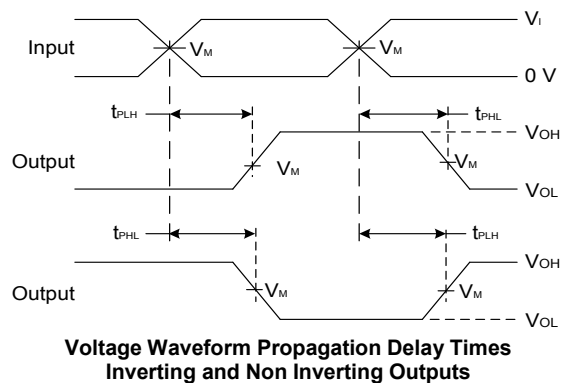 VI
Input
VM
VM
0 V
tPLH
tPHL
VOH
Output
VM
VM
VOL
tPHL
tPLH
VOH
Output
VM
VM
VOL
Voltage Waveform Propagation Delay Times
Inverting and Non Inverting Outputs